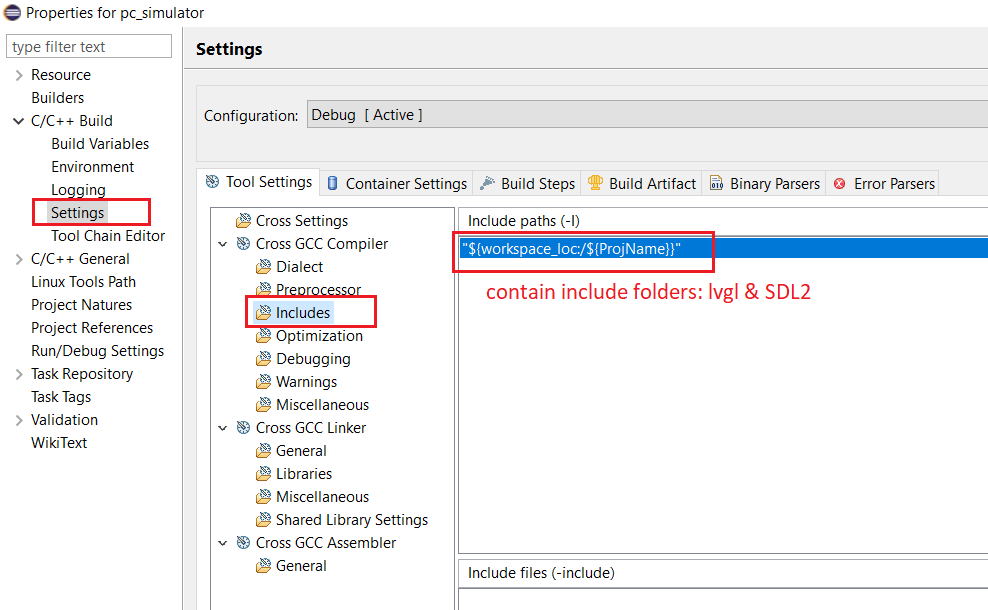 Properties for pc_simulator
type filter text
Resource
Builders
C/C++ Build
Build Variables
Environment
Logging
Settings
Tool Chain Editor
C/C++ General
Linux Tools Path
Project Natures
Project References
Run/Debug Settings
Task Repository
Task Tags
Validation
WikiText
Settings
Configuration: Debug [ Active ]
Tool Settings Container Settings Build Steps Build Artifact Binary Parsers Error Parsers
Cross Settings
Cross GCC Compiler
Dialect
Preprocessor
Includes
Optimization
Debugging
Warnings
Miscellaneous
Cross GCC Linker
General
Libraries
Miscellaneous
Shared Library Settings
Cross GCC Assembler
General
Include paths (-I)
"${workspace_loc:/${ProjName}}"
contain include folders: lvgl & SDL2
Include files (-include)